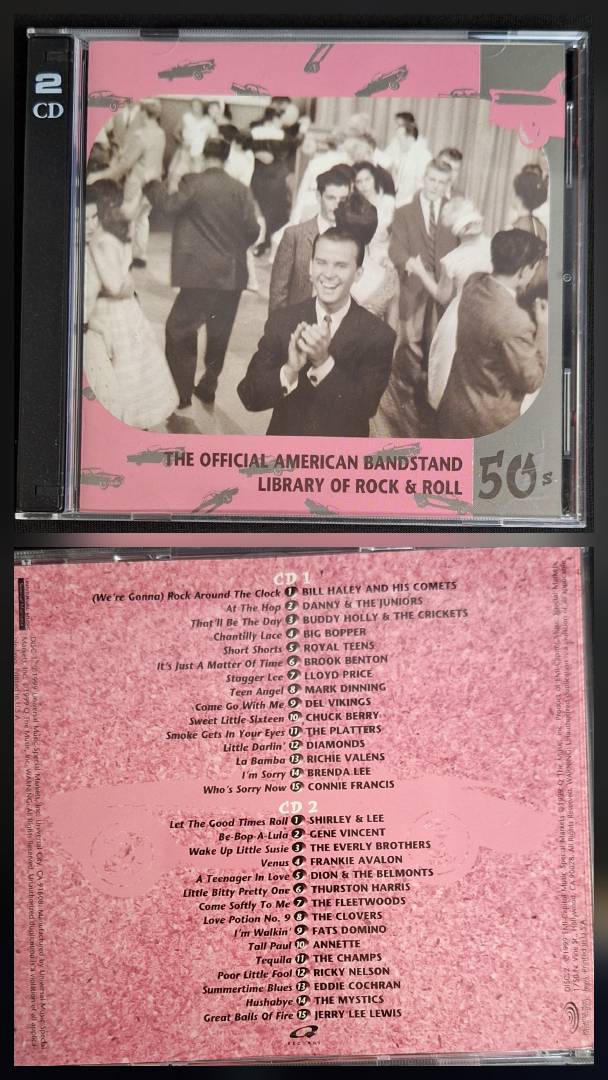 2
CD
THE OFFICIAL AMERICAN BANDSTAND
LIBRARY OF ROCK & ROLL
50s
CD 1
(We're Gonna) Rock Around The Clock 1 BILL HALEY AND HIS COMETS
At The Hop 2 DANNY & THE JUNIORS
That'll Be The Day 3 BUDDY HOLLY & THE CRICKETS
Chantilly Lace 4 BIG BOPPER
Short Shorts 5 ROYAL TEENS
It's Just A Matter Of Time 6 BROOK BENTON
Stagger Lee 7 LLOYD PRICE
Teen Angel 8 MARK DINNING
Come Go With Me 9 DEL VIKINGS
Sweet Little Sixteen 10 CHUCK BERRY
Smoke Gets In Your Eyes 11 THE PLATTERS
Little Darlin' 12 DIAMONDS
La Bamba 13 RICHIE VALENS
I'm Sorry 14 BRENDA LEE
Who's Sorry Now 15 CONNIE FRANCIS
CD 2
Let The Good Times Roll 1 SHIRLEY & LEE
Be-Bop-A-Lula 2 GENE VINCENT
Wake Up Little Susie 3 THE EVERLY BROTHERS
Venus 4 FRANKIE AVALON
A Teenager In Love 5 DION & THE BELMONTS
Little Bitty Pretty One 6 THURSTON HARRIS
Come Softly To Me 7 THE FLEETWOODS
Love Potion No. 9 8 THE CLOVERS
I'm Walkin' 9 FATS DOMINO
Tall Paul 10 ANNETTE
Tequila 11 THE CHAMPS
Poor Little Fool 12 RICKY NELSON
Summertime Blues 13 EDDIE COCHRAN
Hushabye 14 THE MYSTICS
Great Balls Of Fire 15 JERRY LEE LEWIS
Q
RECORDS